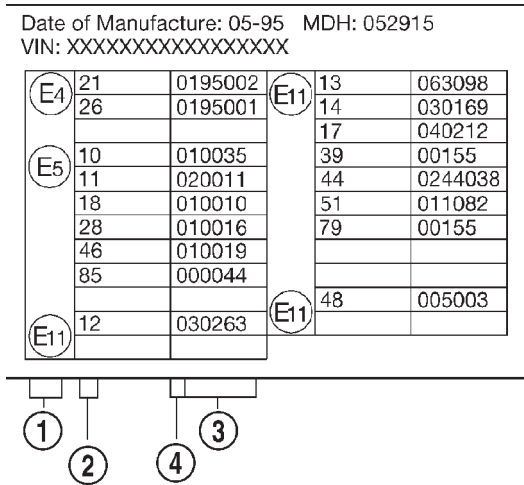 Date of Manufacture: 05-95 MDH: 052915
VIN: XXXXXXXXXXXXXXXXX
E4 21 0195002 E11 13 063098
26 0195001 14 030169
17 040212
E5 10 010035 39 00155
11 020011 44 0244038
18 010010 51 011082
28 010016 79 00155
46 010019
85 000044
E11 48 005003
E11 12 030263
1 3
2 4